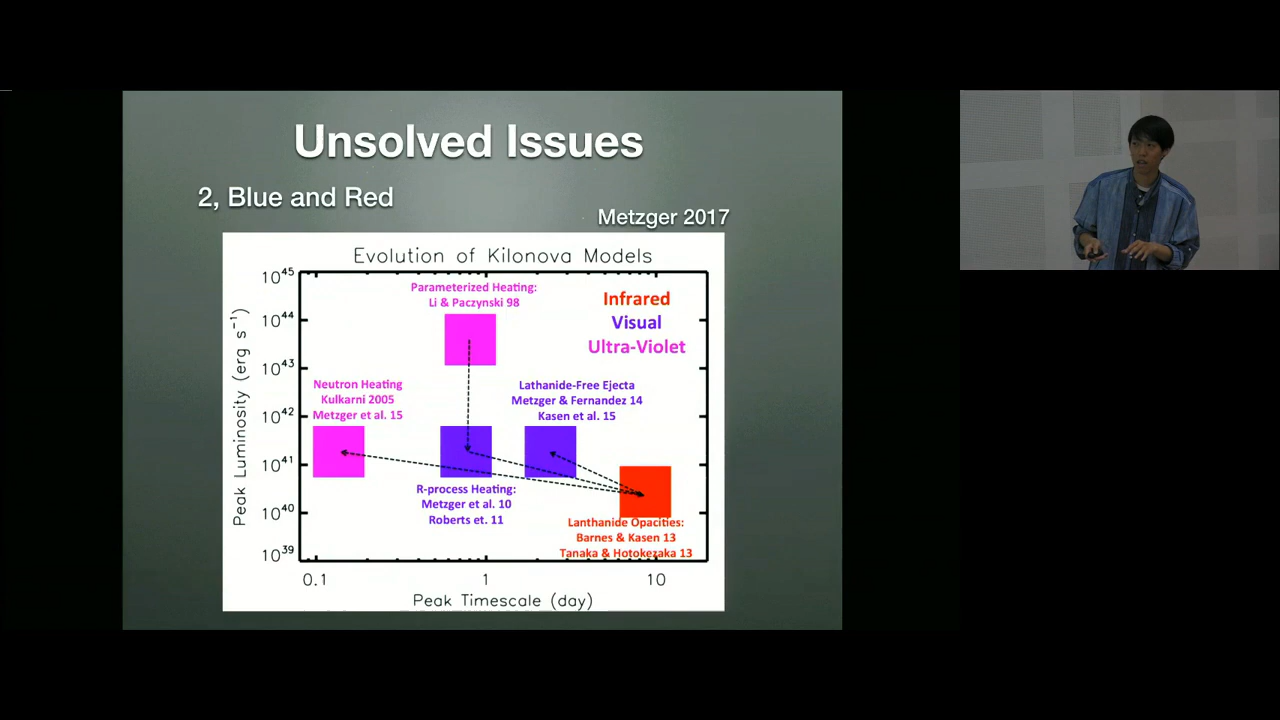 Unsolved Issues
2, Blue and Red
Metzger 2017
Evolution of Kilonova Models
Peak Luminosity (erg s⁻¹)
10⁴⁵
10⁴⁴
10⁴³
10⁴²
10⁴¹
10⁴⁰
10³⁹
Parameterized Heating:
Li & Paczynski 98
Infrared
Visual
Ultra-Violet
Neutron Heating
Kulkarni 2005
Metzger et al. 15
Lathanide-Free Ejecta
Metzger & Fernandez 14
Kasen et al. 15
R-process Heating:
Metzger et al. 10
Roberts et. 11
Lanthanide Opacities:
Barnes & Kasen 13
Tanaka & Hotokezaka 13
0.1
1
10
Peak Timescale (day)